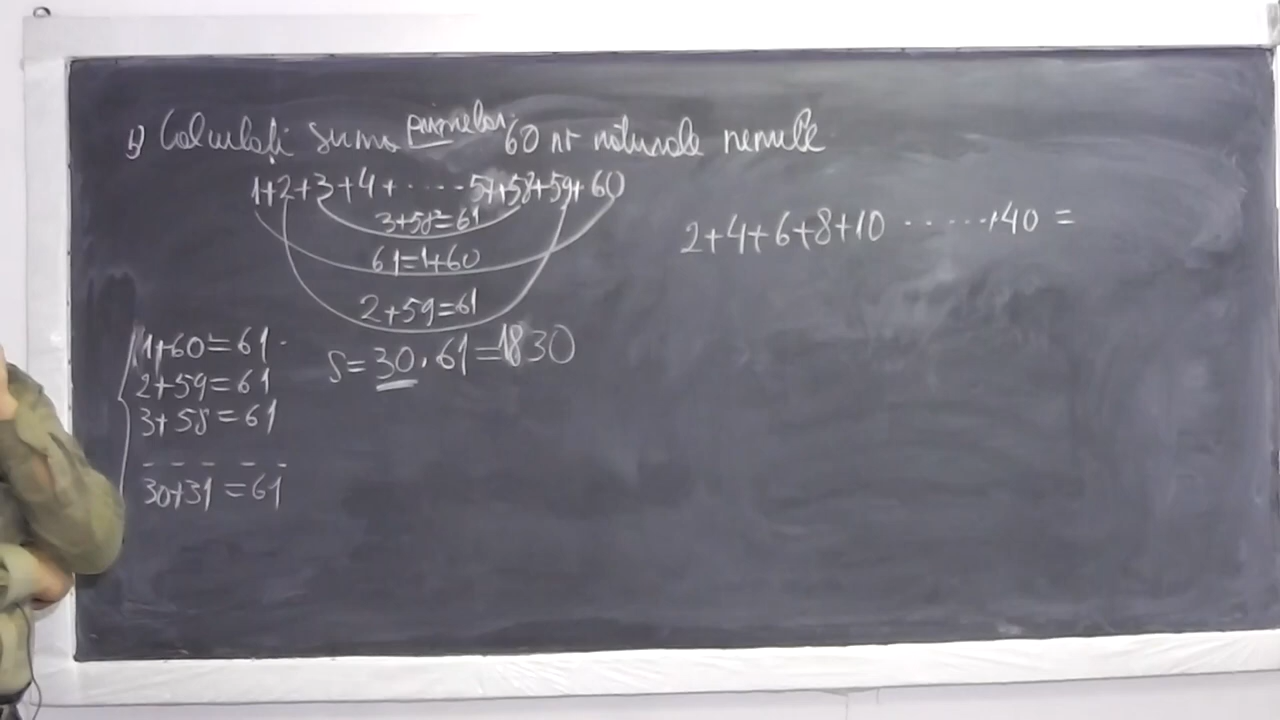 b) Calculați suma primelor 60 nr naturale nenule
1+2+3+4+ ······ 57+58+59+60
3+58=61
61=1+60
2+59=61
1+60=61
2+59=61
3+58=61
- - - - -
30+31=61
S=30·61=1830
2+4+6+8+10 ······+40 =